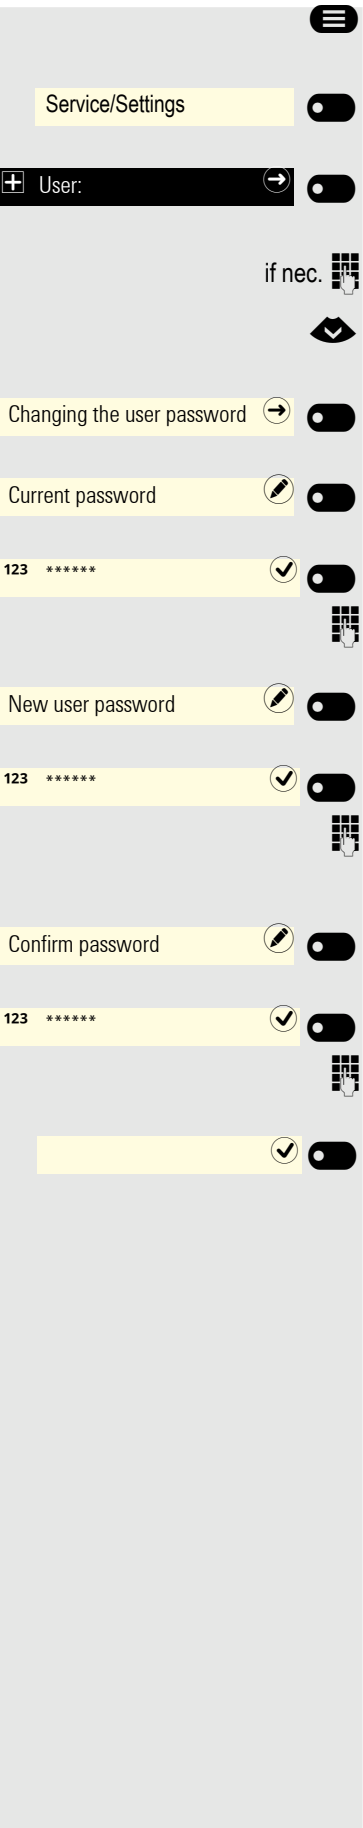 Service/Settings
User:
if nec.
Changing the user password
Current password
123 ******
New user password
123 ******
Confirm password
123 ******